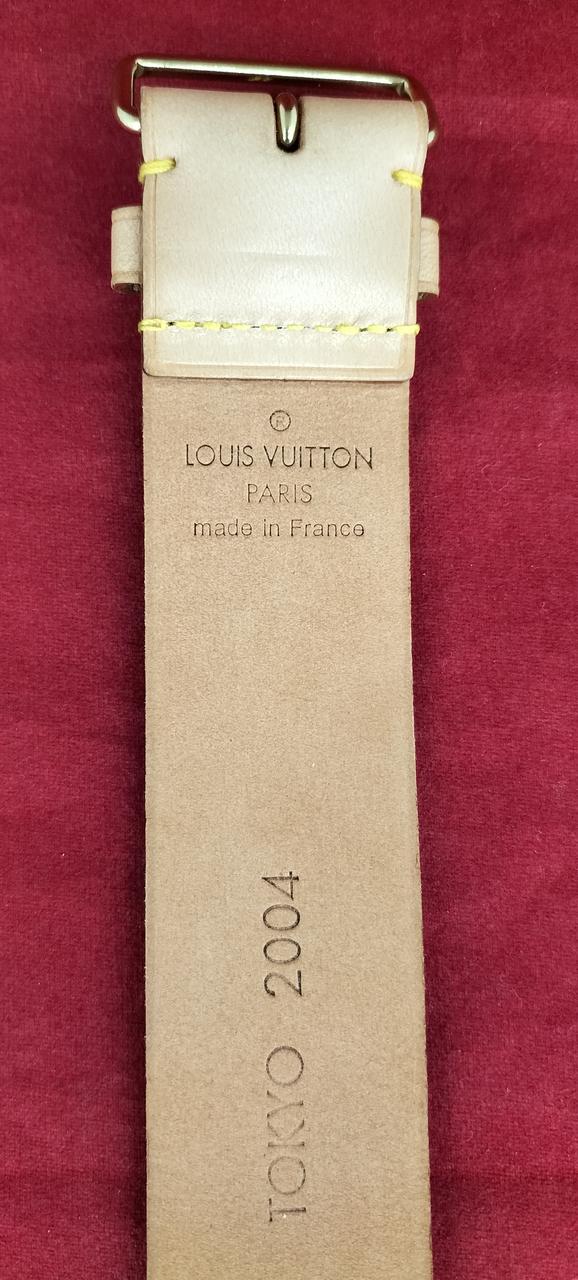 ®
LOUIS VUITTON
PARIS
made in France
TOKYO 2004